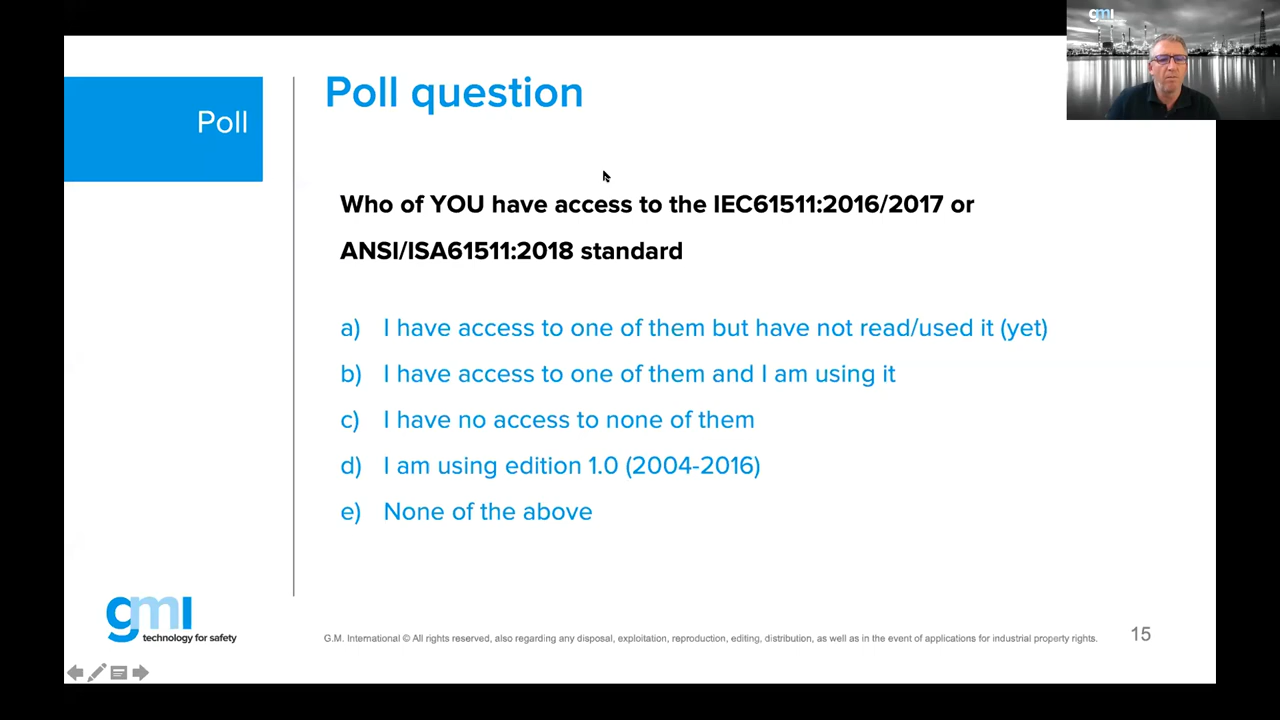 gmi
Poll question
Poll
Who of YOU have access to the IEC61511:2016/2017 or
ANSI/ISA61511:2018 standard
a) I have access to one of them but have not read/used it (yet)
b) I have access to one of them and I am using it
c) I have no access to none of them
d) I am using edition 1.0 (2004-2016)
e) None of the above
gmi
technology for safety
G.M. International © All rights reserved, also regarding any disposal, exploitation, reproduction, editing, distribution, as well as in the event of applications for industrial property rights.
15